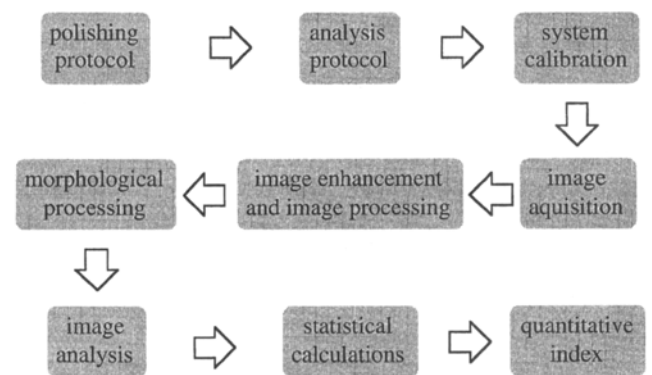 polishing
protocol
analysis
protocol
system
calibration
image
aquisition
image enhancement
and image processing
morphological
processing
image
analysis
statistical
calculations
quantitative
index